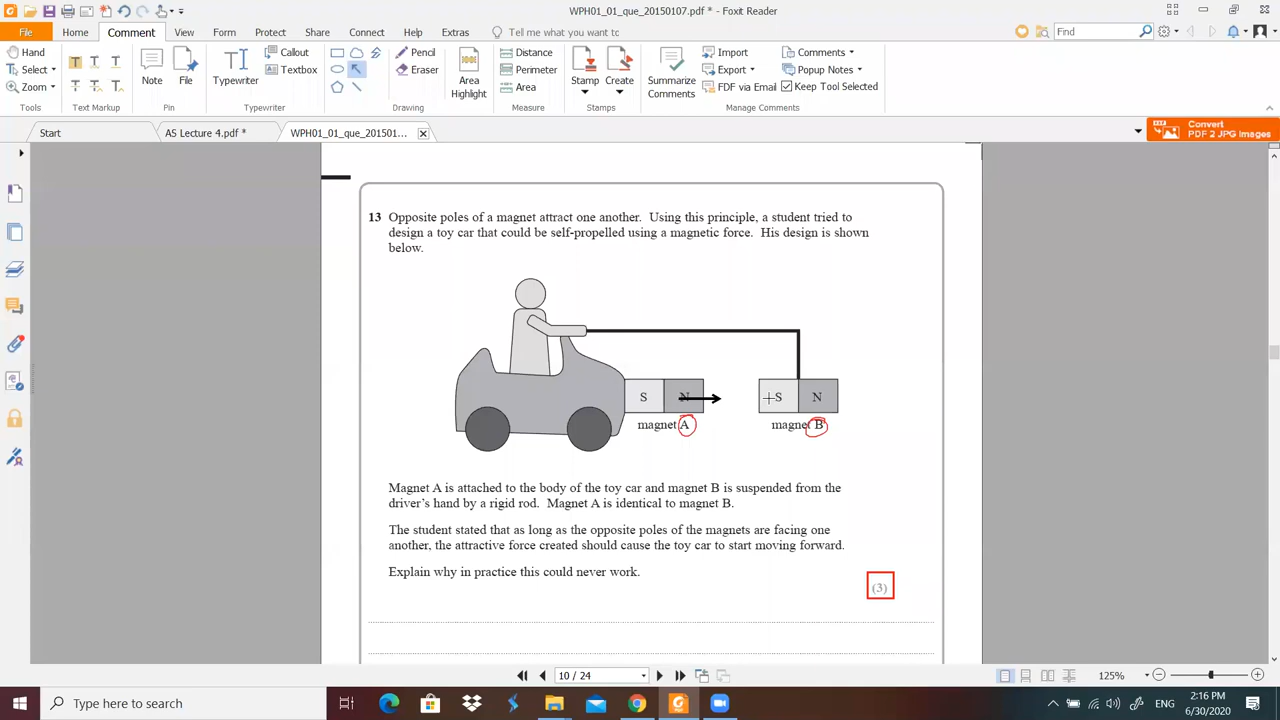 WPH01_01_que_20150107.pdf * - Foxit Reader
File Home Comment View Form Protect Share Connect Help Extras Tell me what you want to do... Find
Hand
Select
Zoom
Tools
Text Markup
Note
File
Pin
Typewriter
Callout
Textbox
Typewriter
Pencil
Eraser
Drawing
Area
Highlight
Distance
Perimeter
Area
Measure
Stamp
Create
Stamps
Summarize
Comments
Import
Export
FDF via Email
Comments
Popup Notes
Keep Tool Selected
Manage Comments
Start AS Lecture 4.pdf * WPH01_01_que_201501...
Convert
PDF 2 JPG Images
13 Opposite poles of a magnet attract one another. Using this principle, a student tried to
design a toy car that could be self-propelled using a magnetic force. His design is shown
below.
S N S N
magnet A magnet B
Magnet A is attached to the body of the toy car and magnet B is suspended from the
driver's hand by a rigid rod. Magnet A is identical to magnet B.
The student stated that as long as the opposite poles of the magnets are facing one
another, the attractive force created should cause the toy car to start moving forward.
Explain why in practice this could never work.
(3)
10 / 24
125%
Type here to search
ENG
2:16 PM
6/30/2020